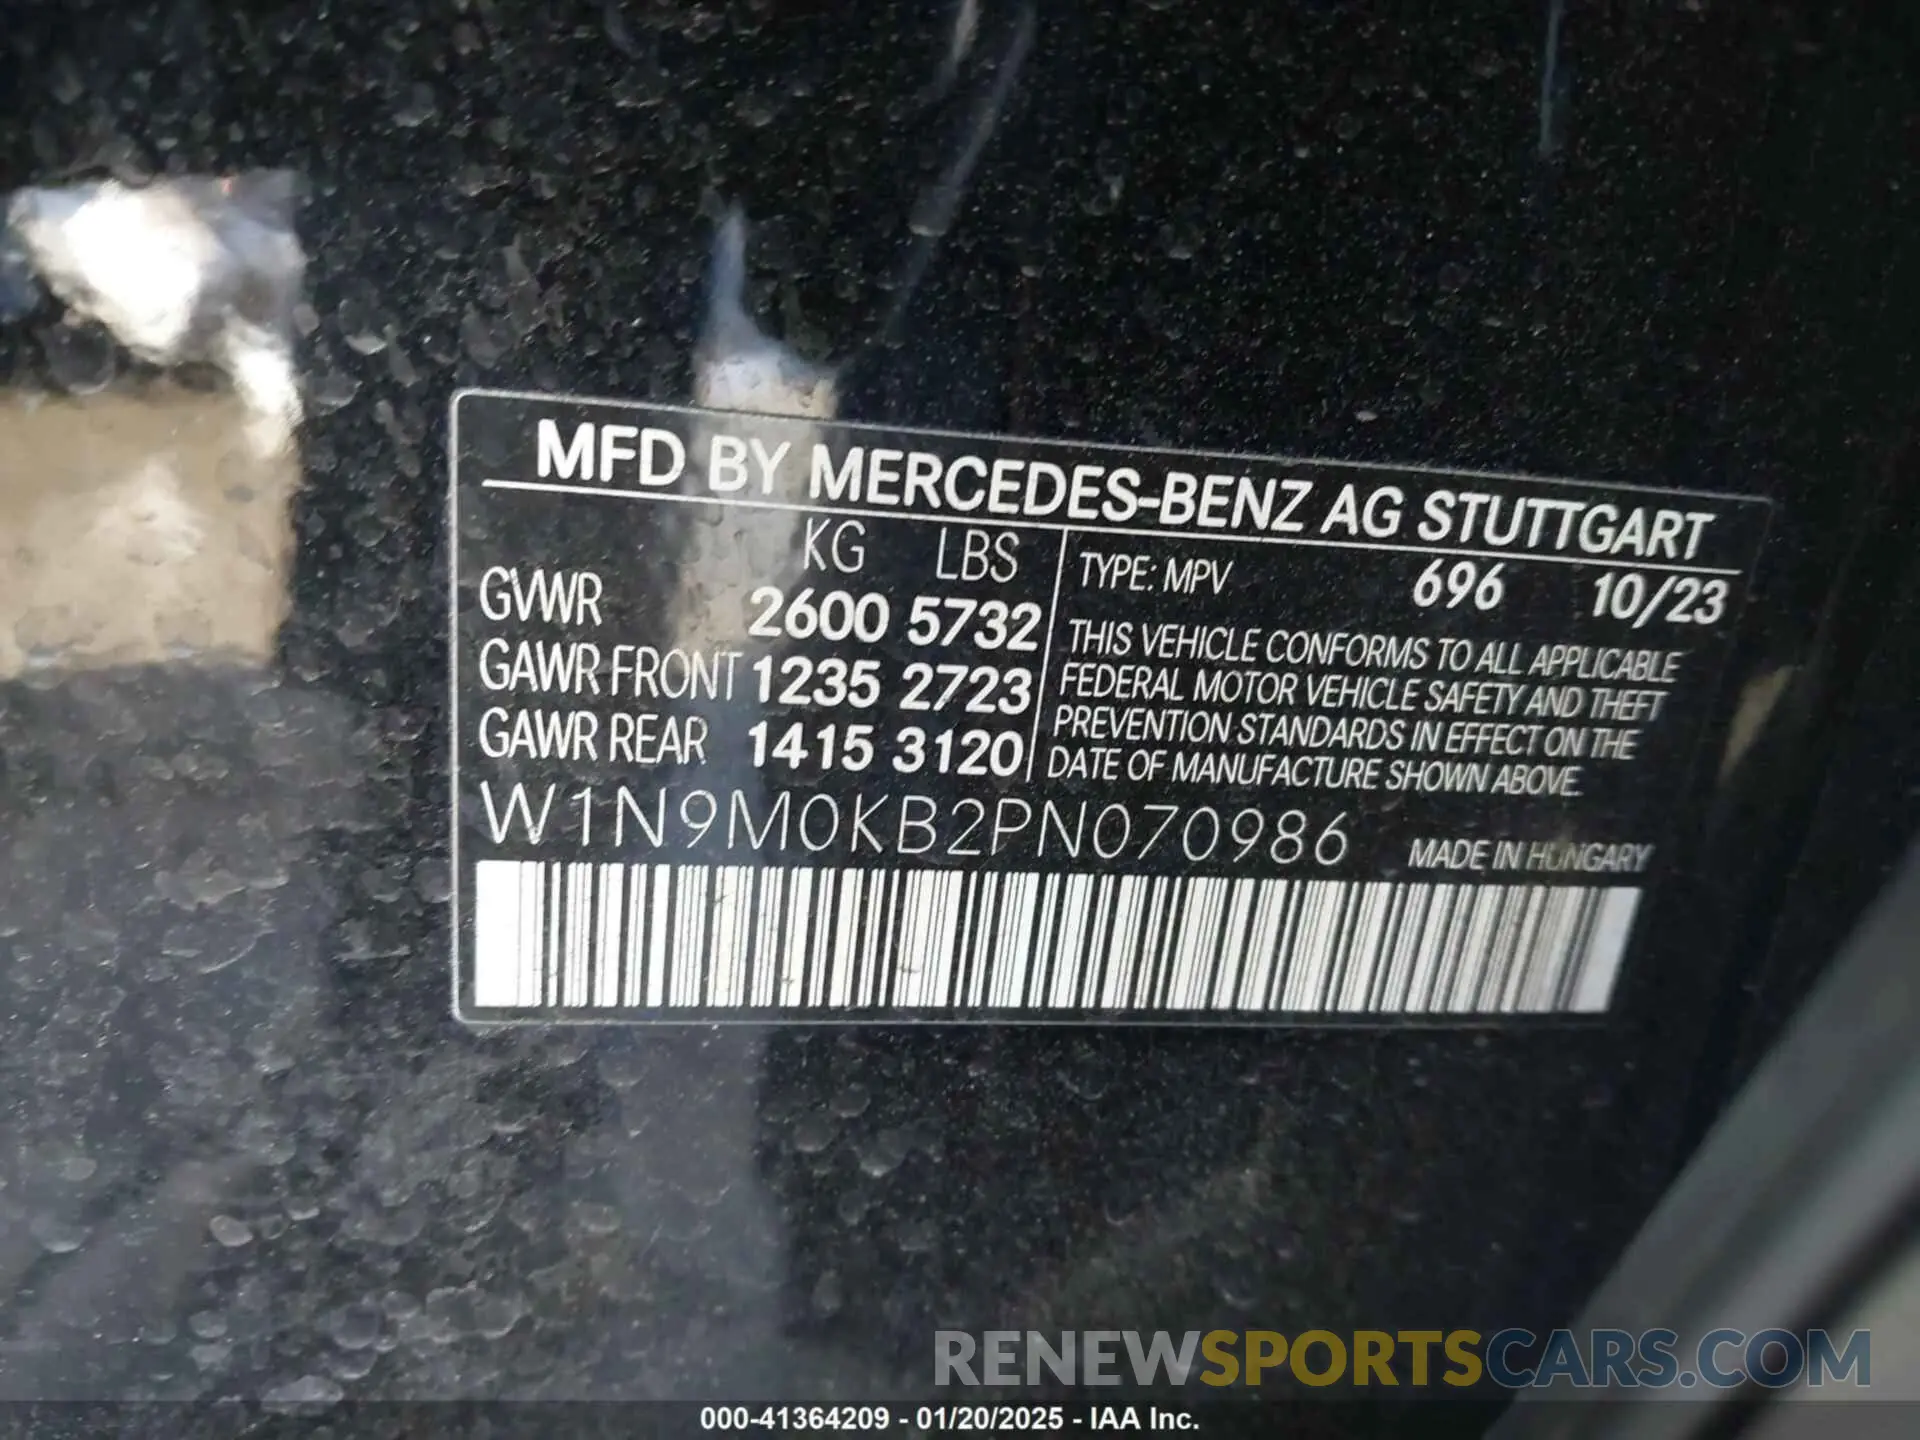 MFD BY MERCEDES-BENZ AG STUTTGART
KG LBS
GVWR 2600 5732
GAWR FRONT 1235 2723
GAWR REAR 1415 3120
TYPE: MPV 696 10/23
THIS VEHICLE CONFORMS TO ALL APPLICABLE
FEDERAL MOTOR VEHICLE SAFETY AND THEFT
PREVENTION STANDARDS IN EFFECT ON THE
DATE OF MANUFACTURE SHOWN ABOVE.
W1N9M0KB2PN070986 MADE IN HUNGARY
RENEWSPORTSCARS.COM
000-41364209 - 01/20/2025 - IAA Inc.